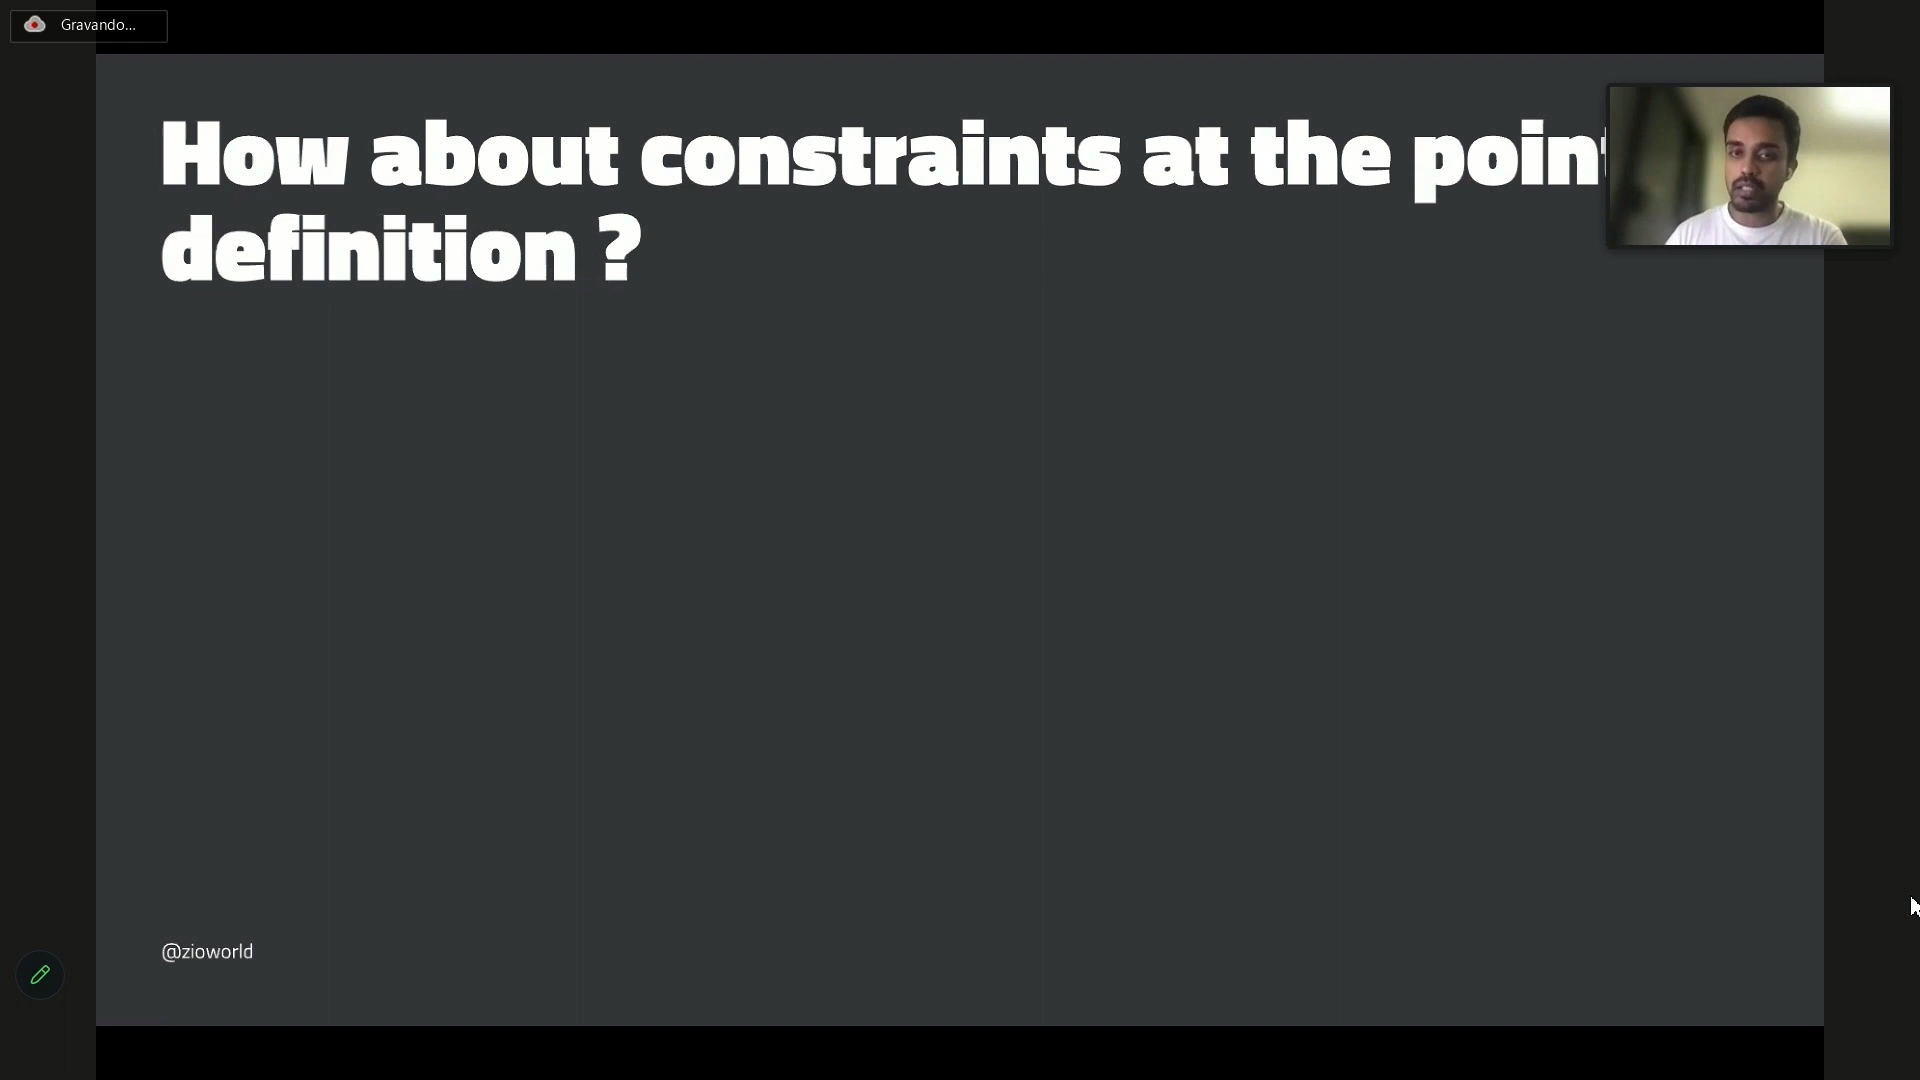 Gravando...
How about constraints at the point
definition ?
@zioworld